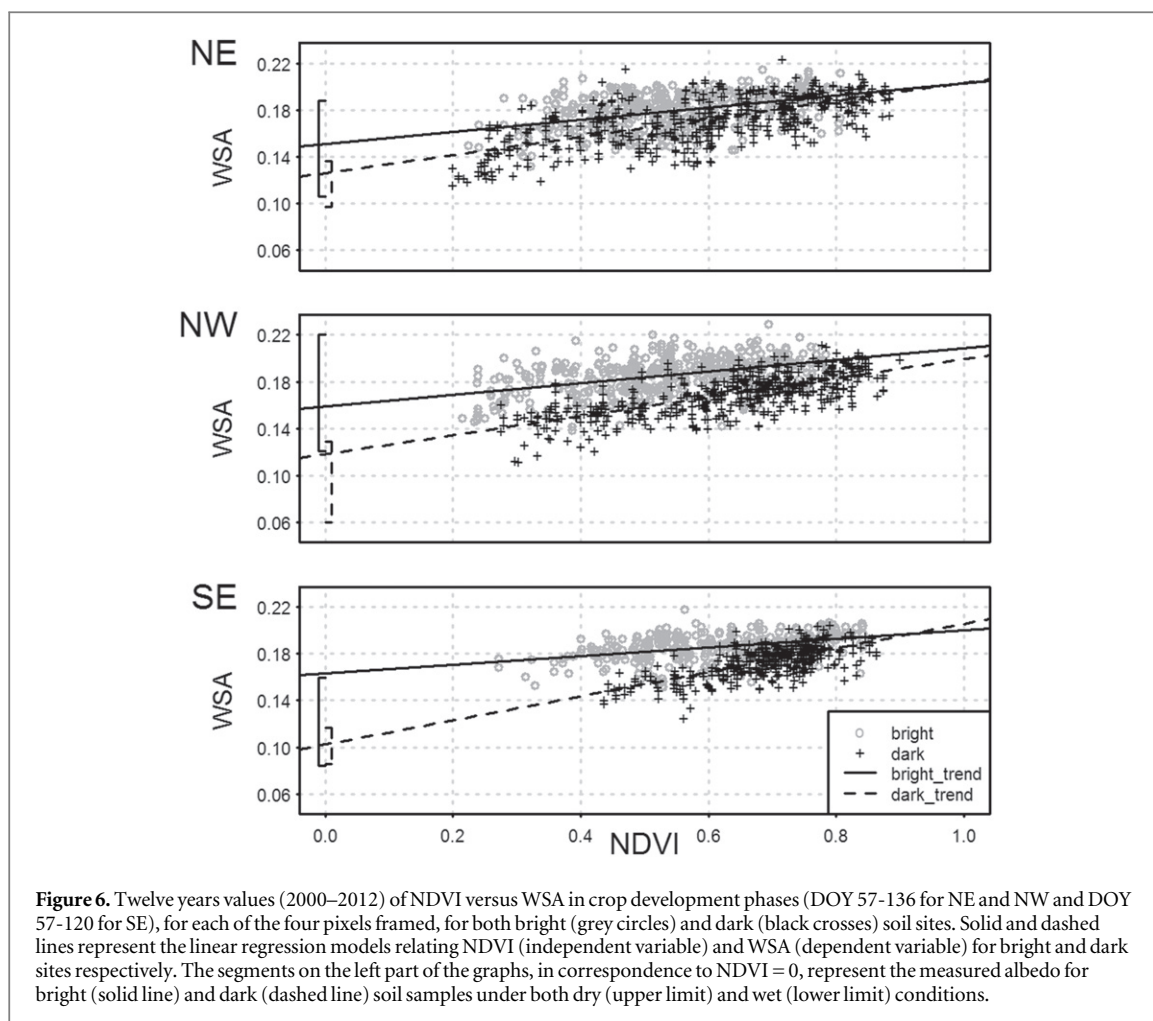 NE
0.22
0.18
0.14
0.10
0.06
WSA
NW
0.22
0.18
0.14
0.10
0.06
WSA
SE
0.22
0.18
0.14
0.10
0.06
WSA
bright
dark
bright_trend
dark_trend
0.0 0.2 0.4 0.6 0.8 1.0
NDVI
Figure 6. Twelve years values (2000–2012) of NDVI versus WSA in crop development phases (DOY 57-136 for NE and NW and DOY
57-120 for SE), for each of the four pixels framed, for both bright (grey circles) and dark (black crosses) soil sites. Solid and dashed
lines represent the linear regression models relating NDVI (independent variable) and WSA (dependent variable) for bright and dark
sites respectively. The segments on the left part of the graphs, in correspondence to NDVI = 0, represent the measured albedo for
bright (solid line) and dark (dashed line) soil samples under both dry (upper limit) and wet (lower limit) conditions.